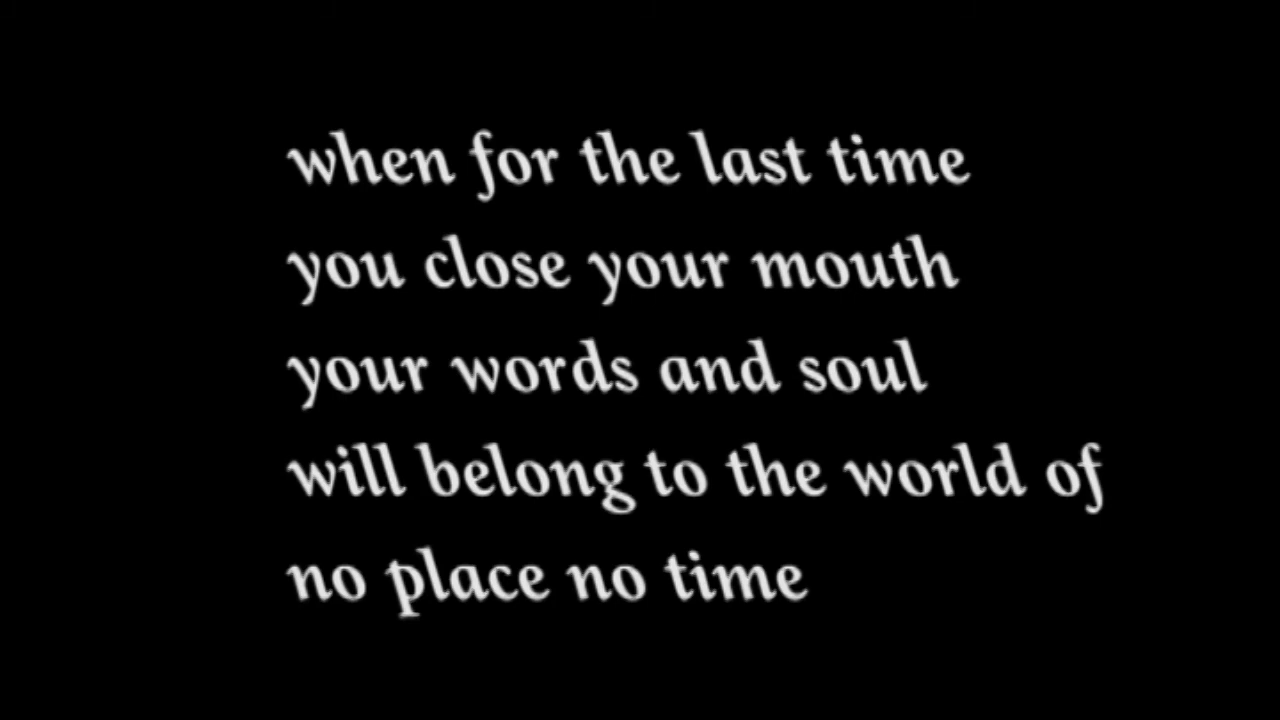 when for the last time
you close your mouth
your words and soul
will belong to the world of
no place no time